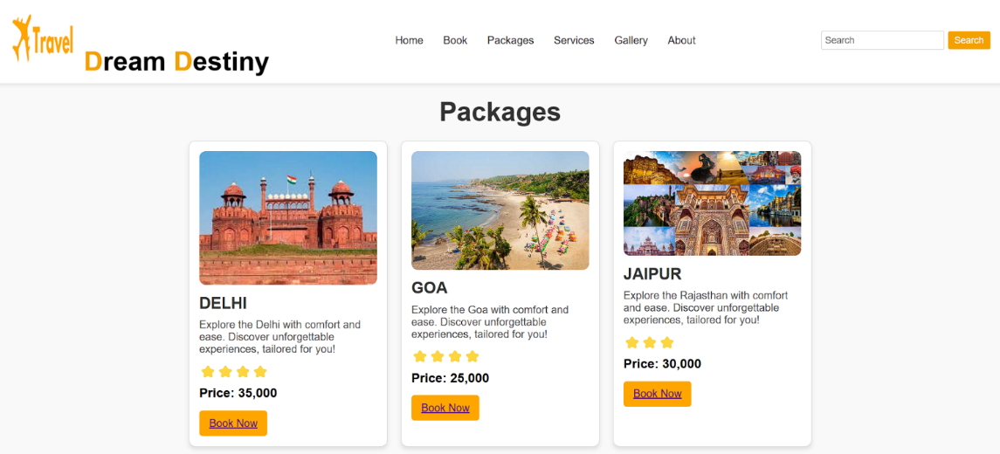 Travel
Dream Destiny
Home Book Packages Services Gallery About
Search Search
Packages
DELHI
Explore the Delhi with comfort and
ease. Discover unforgettable
experiences, tailored for you!
Price: 35,000
Book Now
GOA
Explore the Goa with comfort and
ease. Discover unforgettable
experiences, tailored for you!
Price: 25,000
Book Now
JAIPUR
Explore the Rajasthan with comfort
and ease. Discover unforgettable
experiences, tailored for you!
Price: 30,000
Book Now